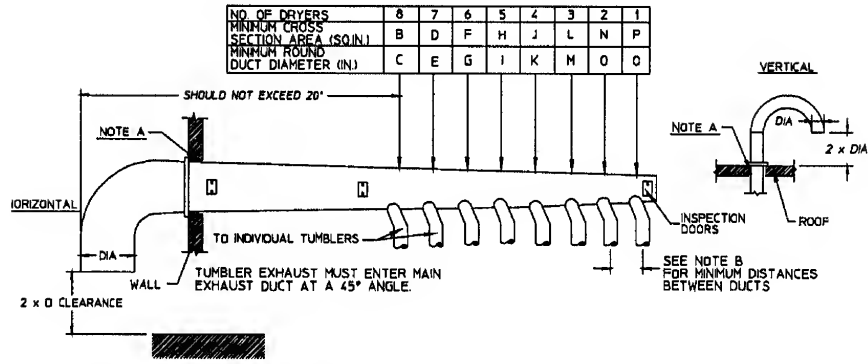 NO. OF DRYERS 8 7 6 5 4 3 2 1
MINIMUM CROSS
SECTION AREA (SQ.IN.) B D F H J L N P
MINIMUM ROUND
DUCT DIAMETER (IN.) C E G I K M O Q
SHOULD NOT EXCEED 20'
VERTICAL
NOTE A
NOTE A
DIA
2 x DIA
IORIZONTAL
ROOF
DIA
TO INDIVIDUAL TUMBLERS
INSPECTION
DOORS
WALL
TUMBLER EXHAUST MUST ENTER MAIN
EXHAUST DUCT AT A 45° ANGLE.
SEE NOTE B
FOR MINIMUM DISTANCES
BETWEEN DUCTS
2 x D CLEARANCE